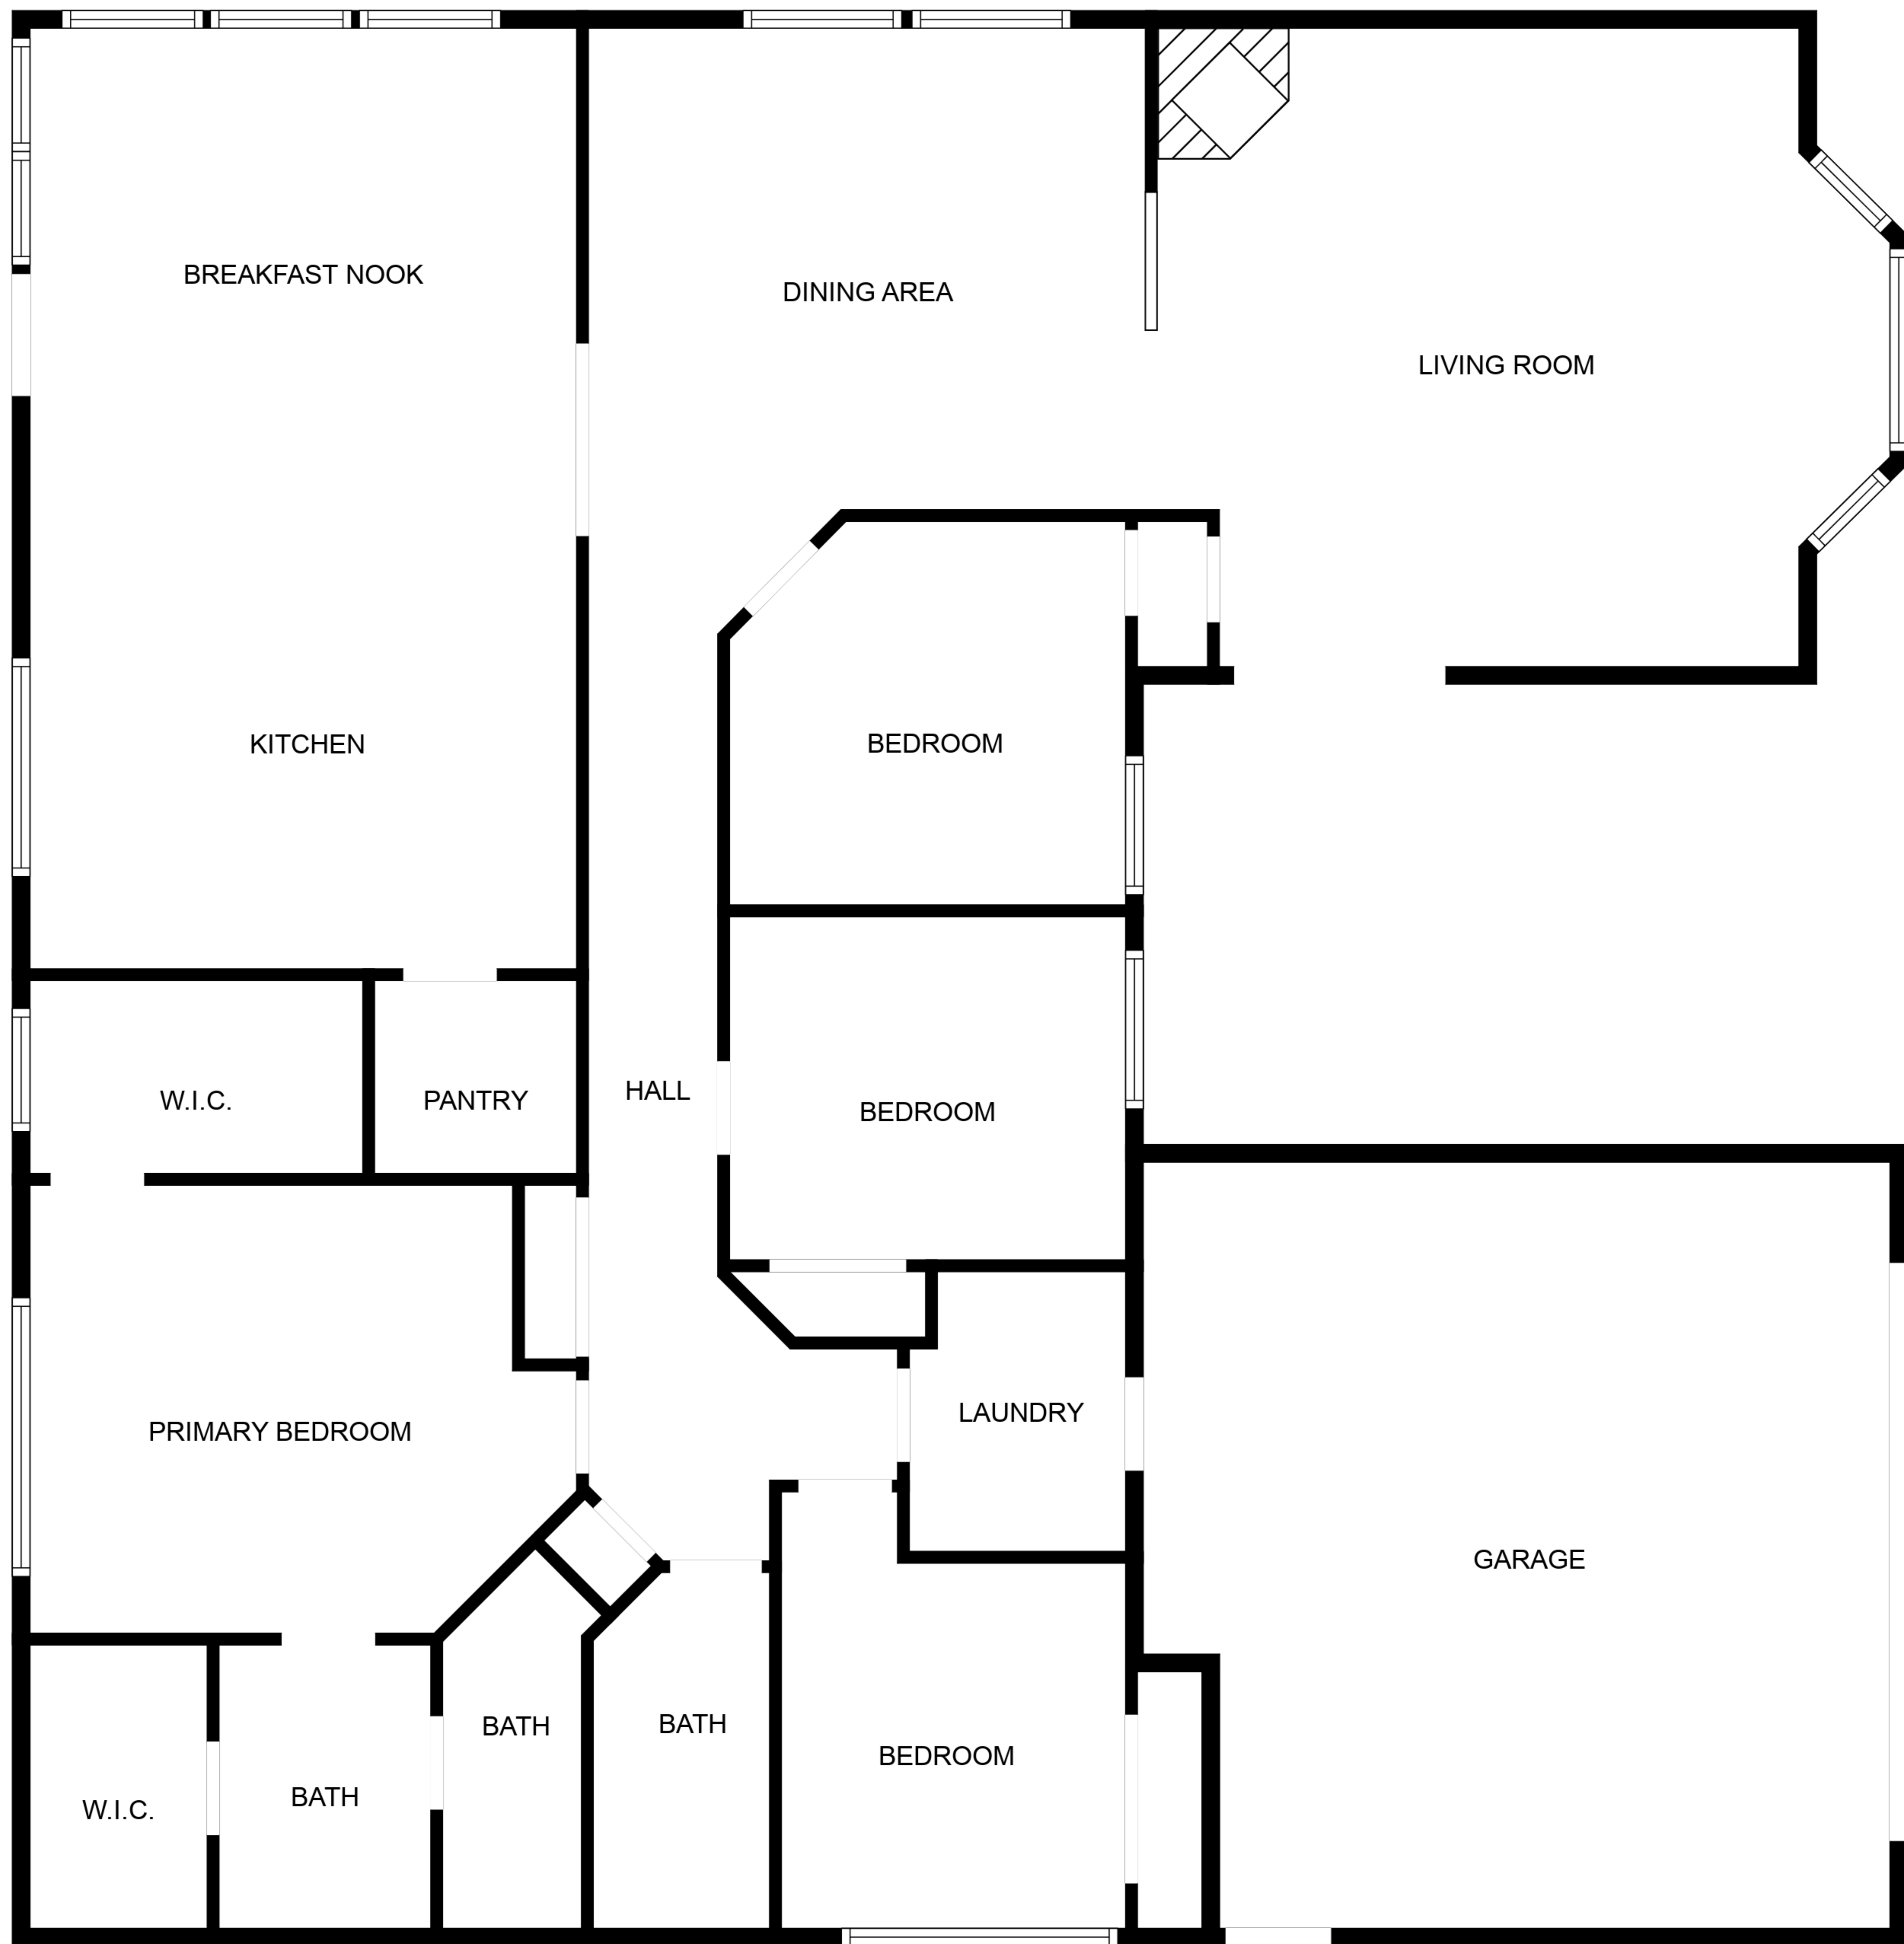 BREAKFAST NOOK
DINING AREA
LIVING ROOM
KITCHEN
BEDROOM
W.I.C.
PANTRY
HALL
BEDROOM
PRIMARY BEDROOM
LAUNDRY
GARAGE
BATH
BATH
BEDROOM
W.I.C.
BATH